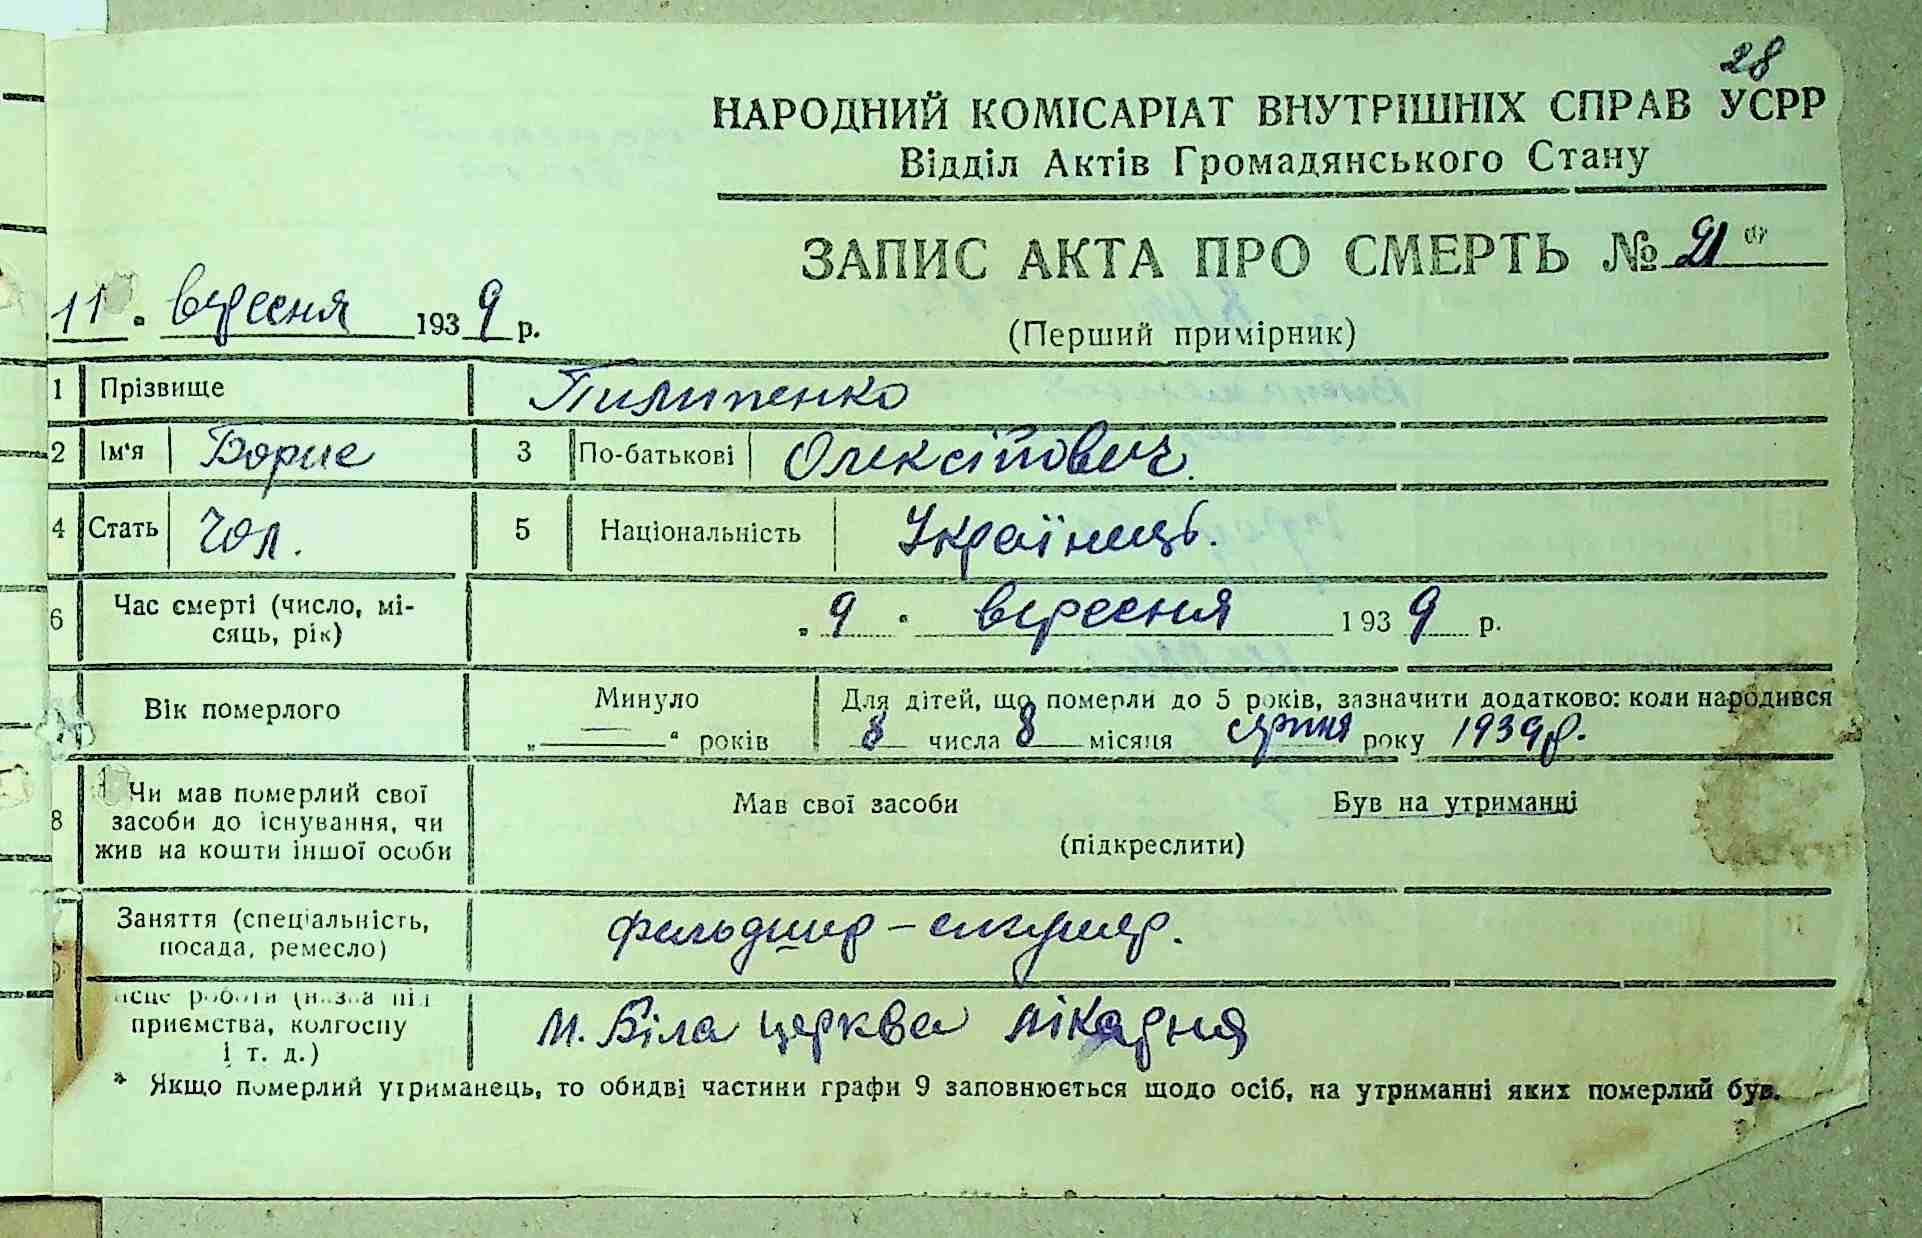 28
НАРОДНИЙ КОМІСАРІАТ ВНУТРІШНІХ СПРАВ УСРР
Відділ Актів Громадянського Стану
ЗАПИС АКТА ПРО СМЕРТЬ № 21
11 вересня 1939 р.
(Перший примірник)
1 Прізвище Пилипенко
2 Ім'я Борис 3 По-батькові Олексійович.
4 Стать Чол. 5 Національність Українець.
6 Час смерті (число, мі-
сяць, рік)
„ 9 " вересня 1939 р.
Вік померлого
Минуло
„ — " років
Для дітей, що померли до 5 років, зазначити додатково: коли народився
8 числа 8 місяця серпня року 1939р.
8 Чи мав померлий свої
засоби до існування, чи
жив на кошти іншої особи
Мав свої засоби Був на утриманні
(підкреслити)
Заняття (спеціальність,
посада, ремесло)
фельдшер – акушер.
місце роботи (назва під
приємства, колгоспу
і т. д.)
м. Біла церква лікарня
* Якщо померлий утриманець, то обидві частини графи 9 заповнюється щодо осіб, на утриманні яких померлий був.